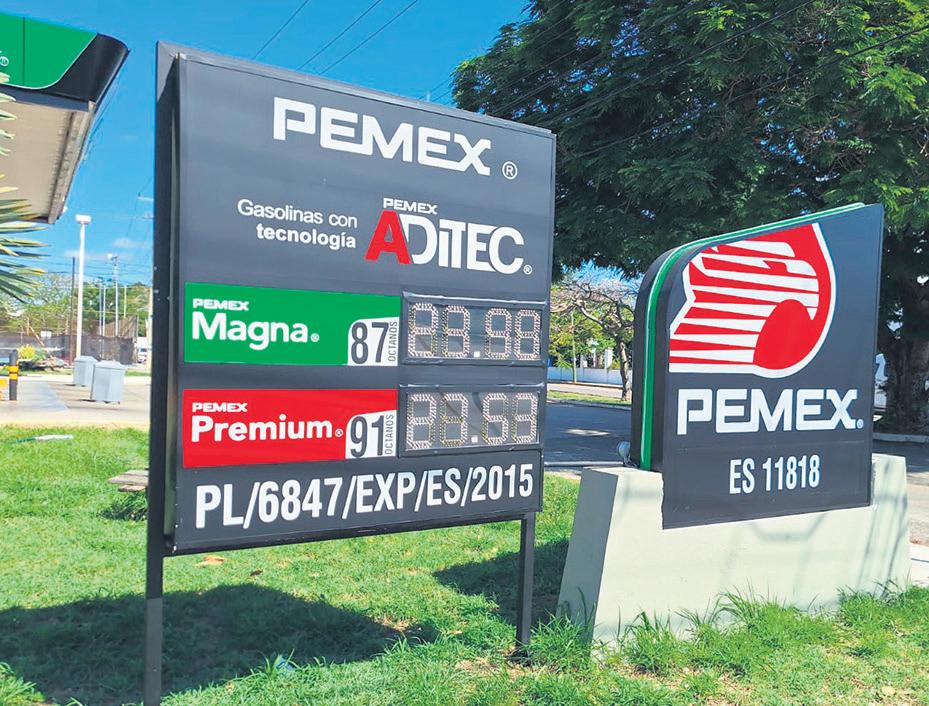 PEMEX ®
Gasolinas con
tecnología
PEMEX
ADiTEC®
PEMEX
Magna® 87 OCTANOS
PEMEX
Premium® 91 OCTANOS
PL/6847/EXP/ES/2015
PEMEX®
ES 11818
®